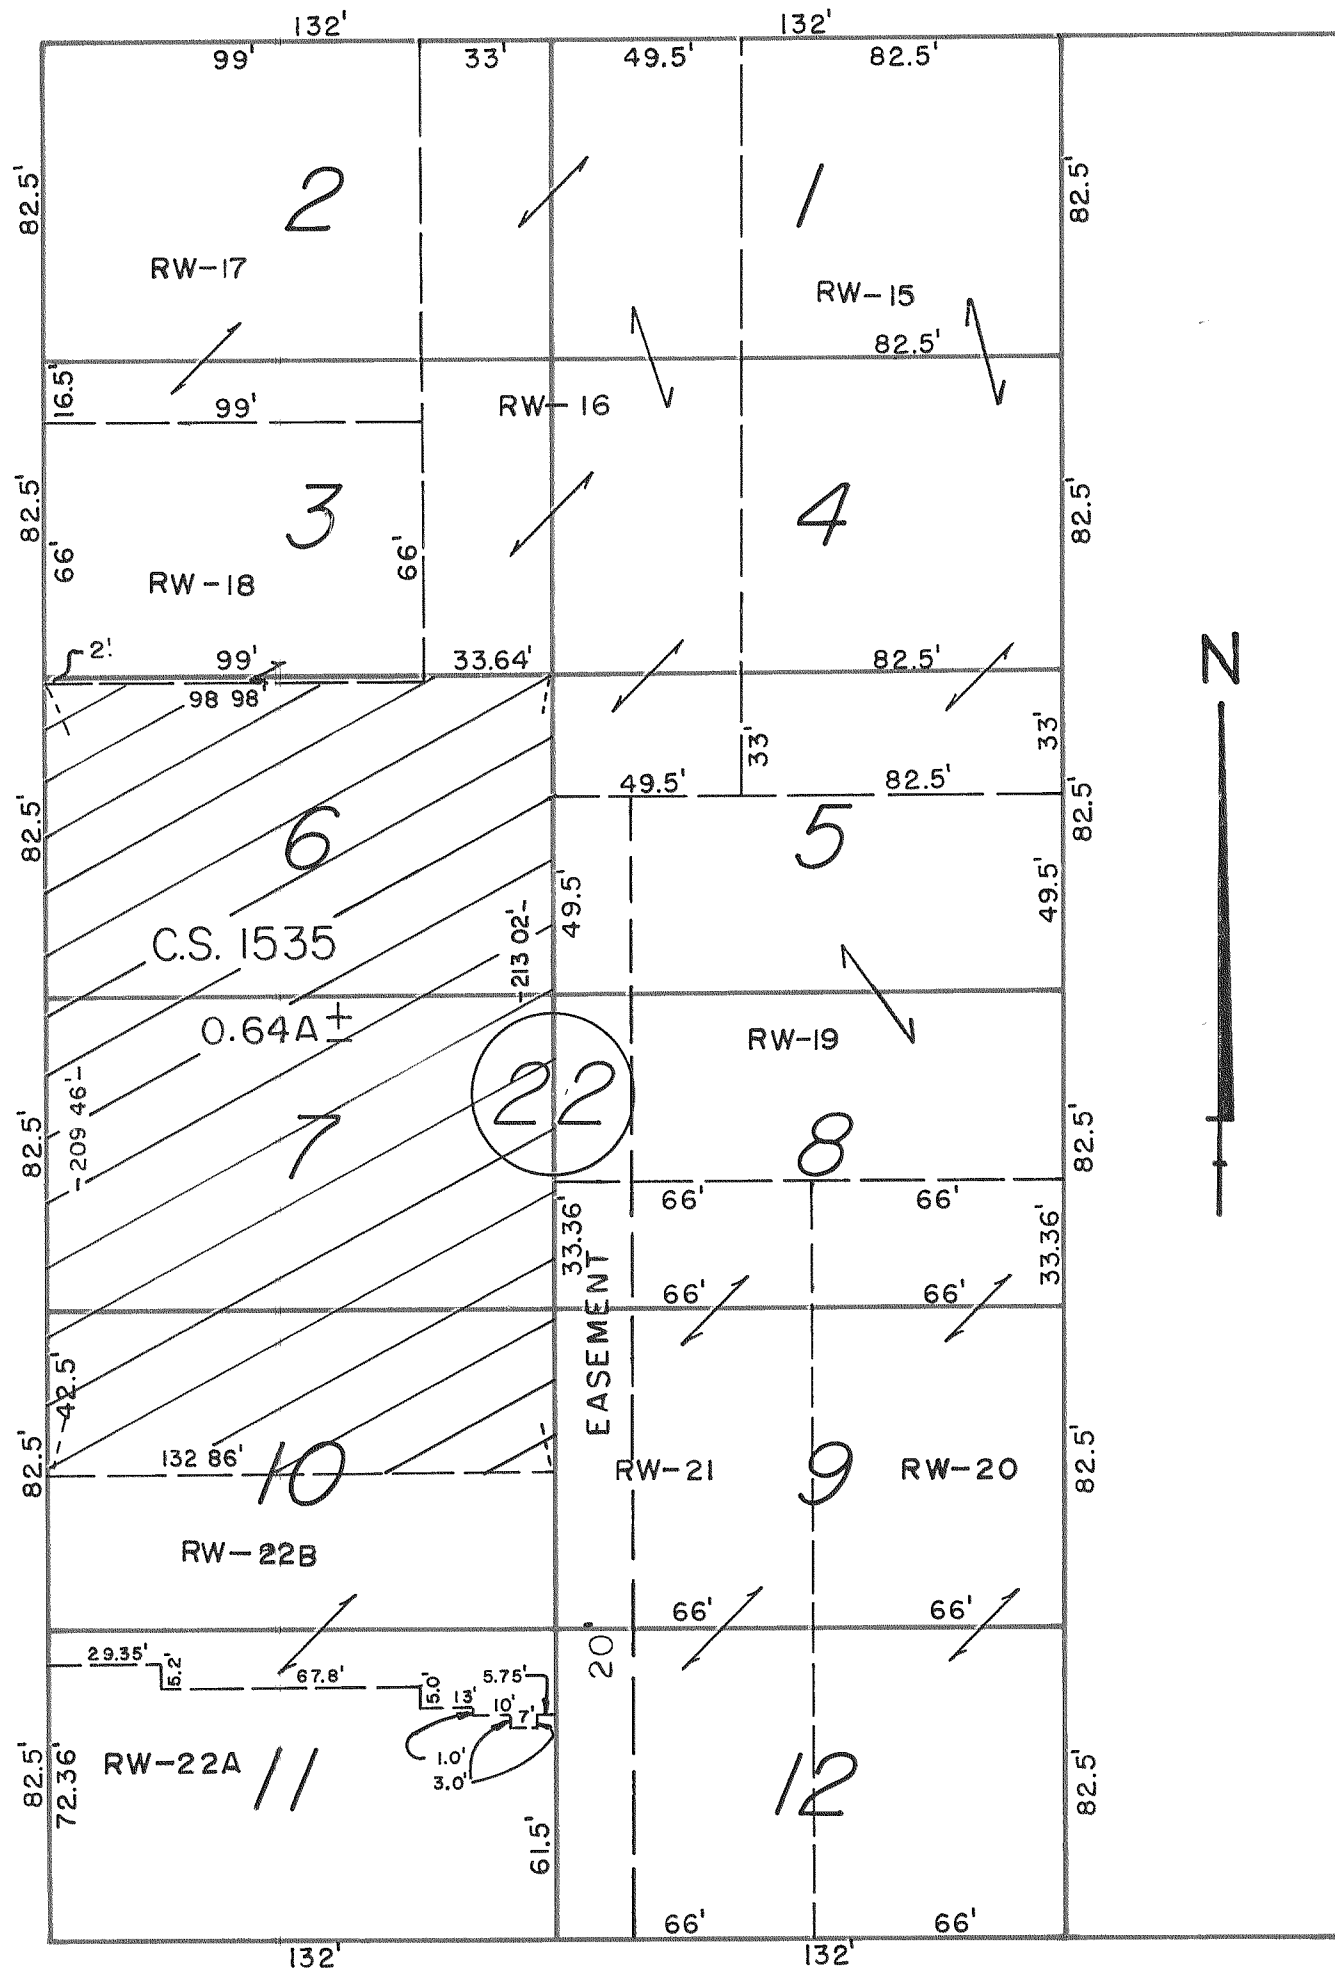 132' 132'
99' 33' 49.5' 82.5'
82.5' 2 1 82.5'
RW-17 RW-15
82.5'
16.5'
99' RW-16
82.5' 3 4 82.5'
66' 66'
RW-18
2' 99' 33.64' 82.5'
98 98'
33' 33'
49.5' 82.5'
82.5' 6 5 82.5'
49.5' 49.5'
C.S. 1535 -213 02'-
0.64A± RW-19
22
-209 46'-
82.5' 7 8 82.5'
66' 66'
33.36' 33.36'
66' 66'
EASEMENT
42.5'
82.5' 132 86' 10 RW-21 9 RW-20 82.5'
RW-22B
66' 66'
20'
29.35' 5.2' 67.8' 5.0' 5.75'
13' 10' 7'
82.5' 72.36' RW-22A 11 1.0' 12 82.5'
3.0'
61.5'
66' 66'
132' 132'
N